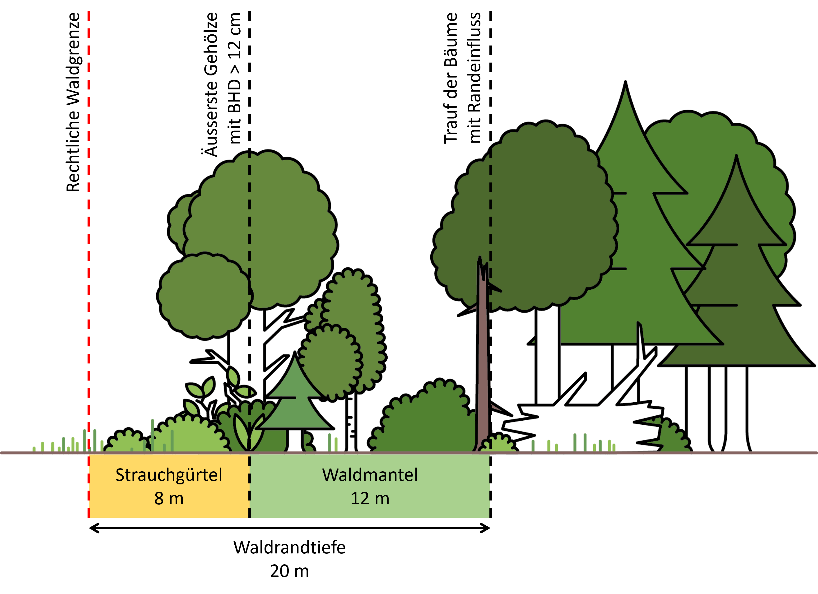 Rechtliche Waldgrenze
Äusserste Gehölze
mit BHD > 12 cm
Trauf der Bäume
mit Randeinfluss
Strauchgürtel
8 m
Waldmantel
12 m
Waldrandtiefe
20 m